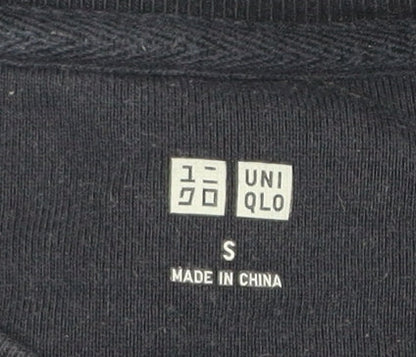 ユニ UNI
クロ QLO
S
MADE IN CHINA